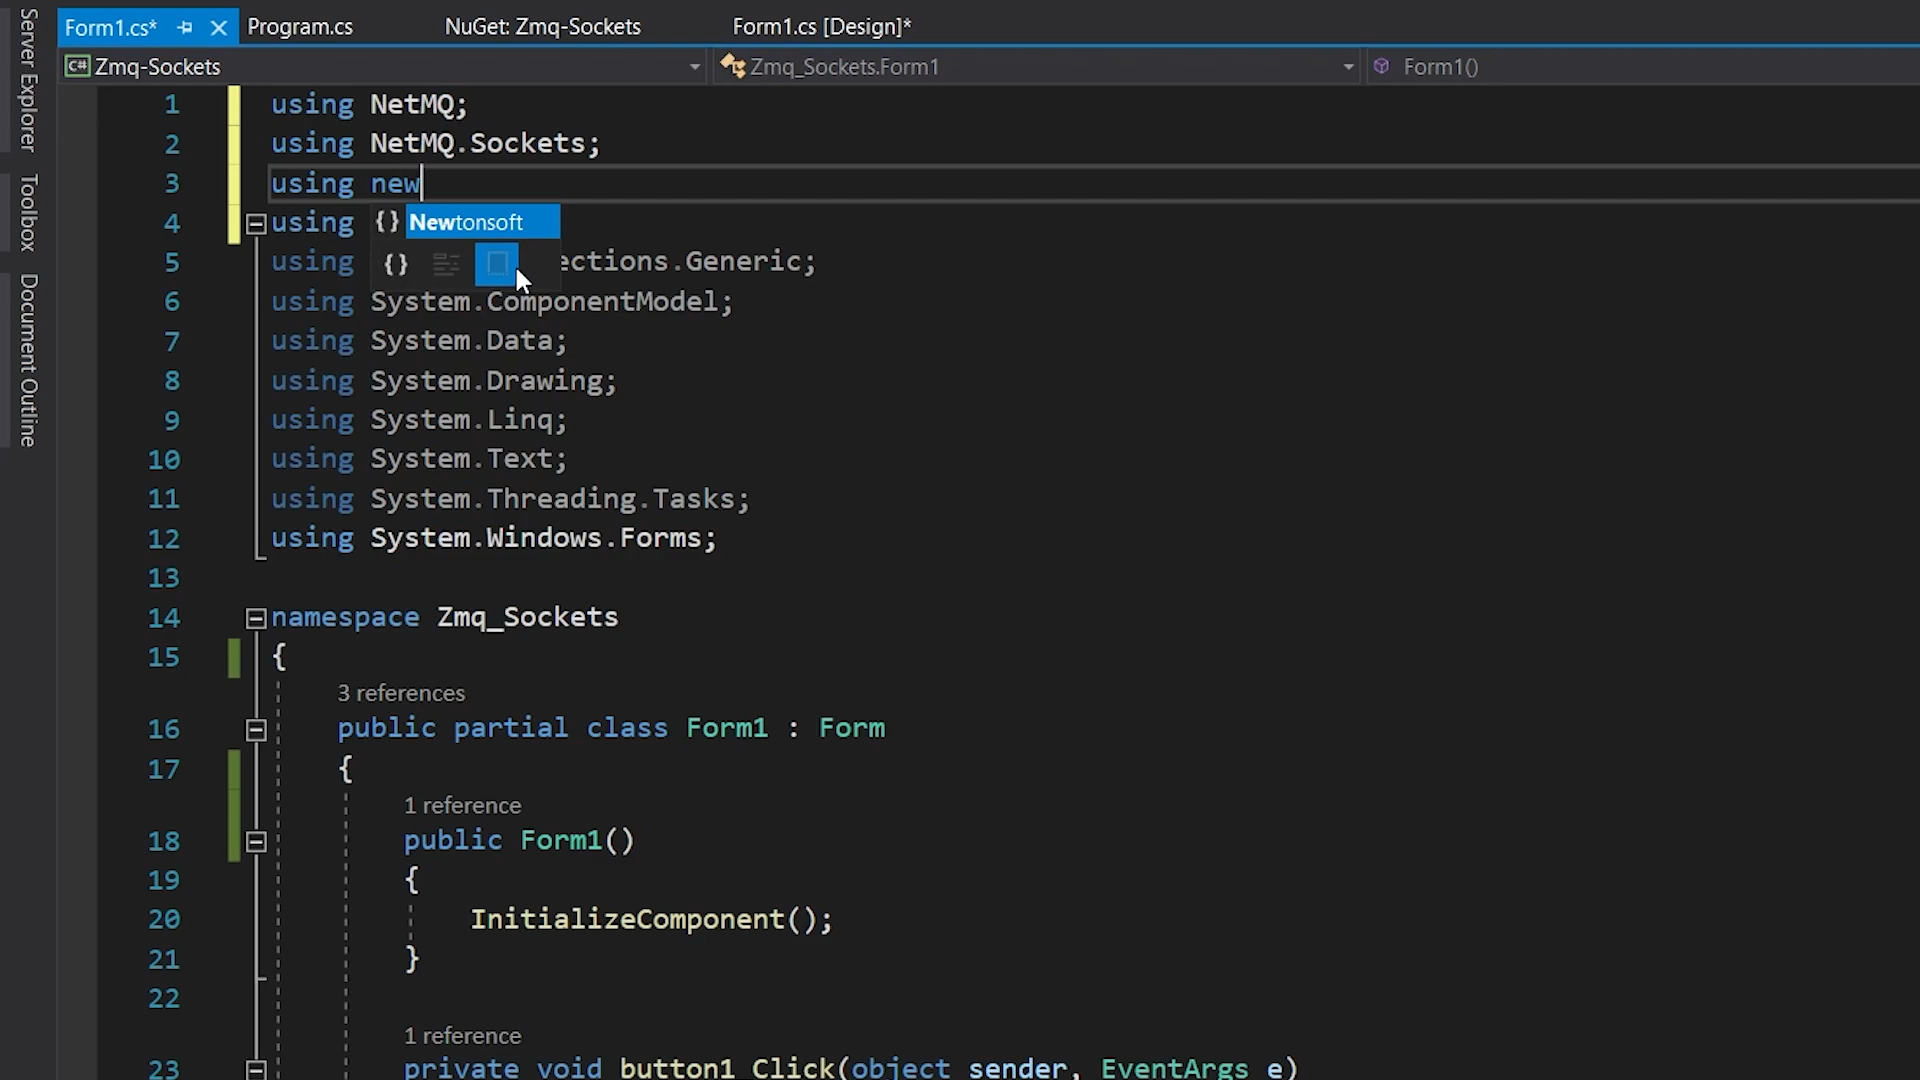 Server Explorer
Toolbox
Document Outline
Form1.cs* Program.cs NuGet: Zmq-Sockets Form1.cs [Design]*
C# Zmq-Sockets Zmq_Sockets.Form1 Form1()
1 using NetMQ;
2 using NetMQ.Sockets;
3 using new
4 using {} Newtonsoft
5 using {} ections.Generic;
6 using System.ComponentModel;
7 using System.Data;
8 using System.Drawing;
9 using System.Linq;
10 using System.Text;
11 using System.Threading.Tasks;
12 using System.Windows.Forms;
13
14 namespace Zmq_Sockets
15 {
3 references
16 public partial class Form1 : Form
17 {
1 reference
18 public Form1()
19 {
20 InitializeComponent();
21 }
22
1 reference
23 private void button1_Click(object sender, EventArgs e)